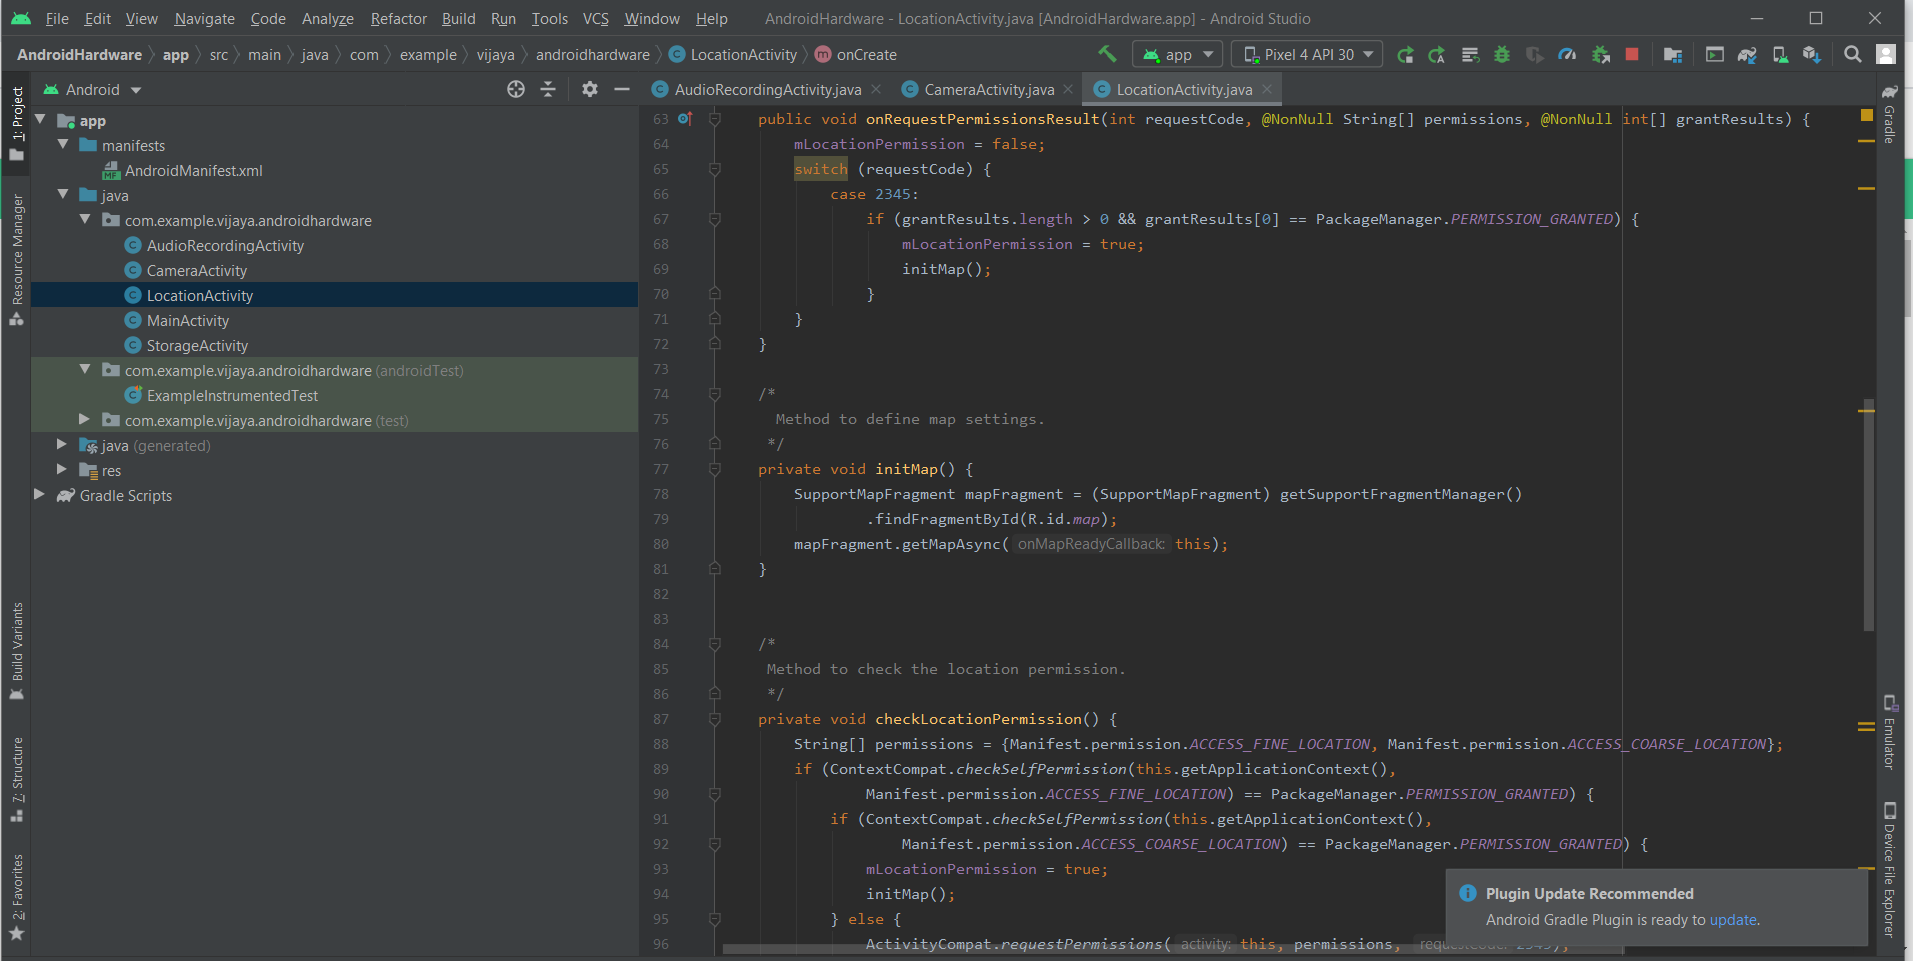 File Edit View Navigate Code Analyze Refactor Build Run Tools VCS Window Help AndroidHardware - LocationActivity.java [AndroidHardware.app] - Android Studio
AndroidHardware app src main java com example vijaya androidhardware LocationActivity onCreate app Pixel 4 API 30
Android
AudioRecordingActivity.java CameraActivity.java LocationActivity.java
1: Project
Resource Manager
Build Variants
7: Structure
2: Favorites
app
manifests
AndroidManifest.xml
java
com.example.vijaya.androidhardware
AudioRecordingActivity
CameraActivity
LocationActivity
MainActivity
StorageActivity
com.example.vijaya.androidhardware (androidTest)
ExampleInstrumentedTest
com.example.vijaya.androidhardware (test)
java (generated)
res
Gradle Scripts
63 public void onRequestPermissionsResult(int requestCode, @NonNull String[] permissions, @NonNull int[] grantResults) {
64 mLocationPermission = false;
65 switch (requestCode) {
66 case 2345:
67 if (grantResults.length > 0 && grantResults[0] == PackageManager.PERMISSION_GRANTED) {
68 mLocationPermission = true;
69 initMap();
70 }
71 }
72 }
73
74 /*
75 Method to define map settings.
76 */
77 private void initMap() {
78 SupportMapFragment mapFragment = (SupportMapFragment) getSupportFragmentManager()
79 .findFragmentById(R.id.map);
80 mapFragment.getMapAsync( onMapReadyCallback: this);
81 }
82
83
84 /*
85 Method to check the location permission.
86 */
87 private void checkLocationPermission() {
88 String[] permissions = {Manifest.permission.ACCESS_FINE_LOCATION, Manifest.permission.ACCESS_COARSE_LOCATION};
89 if (ContextCompat.checkSelfPermission(this.getApplicationContext(),
90 Manifest.permission.ACCESS_FINE_LOCATION) == PackageManager.PERMISSION_GRANTED) {
91 if (ContextCompat.checkSelfPermission(this.getApplicationContext(),
92 Manifest.permission.ACCESS_COARSE_LOCATION) == PackageManager.PERMISSION_GRANTED) {
93 mLocationPermission = true;
94 initMap();
95 } else {
96 ActivityCompat.requestPermissions( activity: this, permissions, requestCode: 2345);
Plugin Update Recommended
Android Gradle Plugin is ready to update.
Gradle
Emulator
Device File Explorer